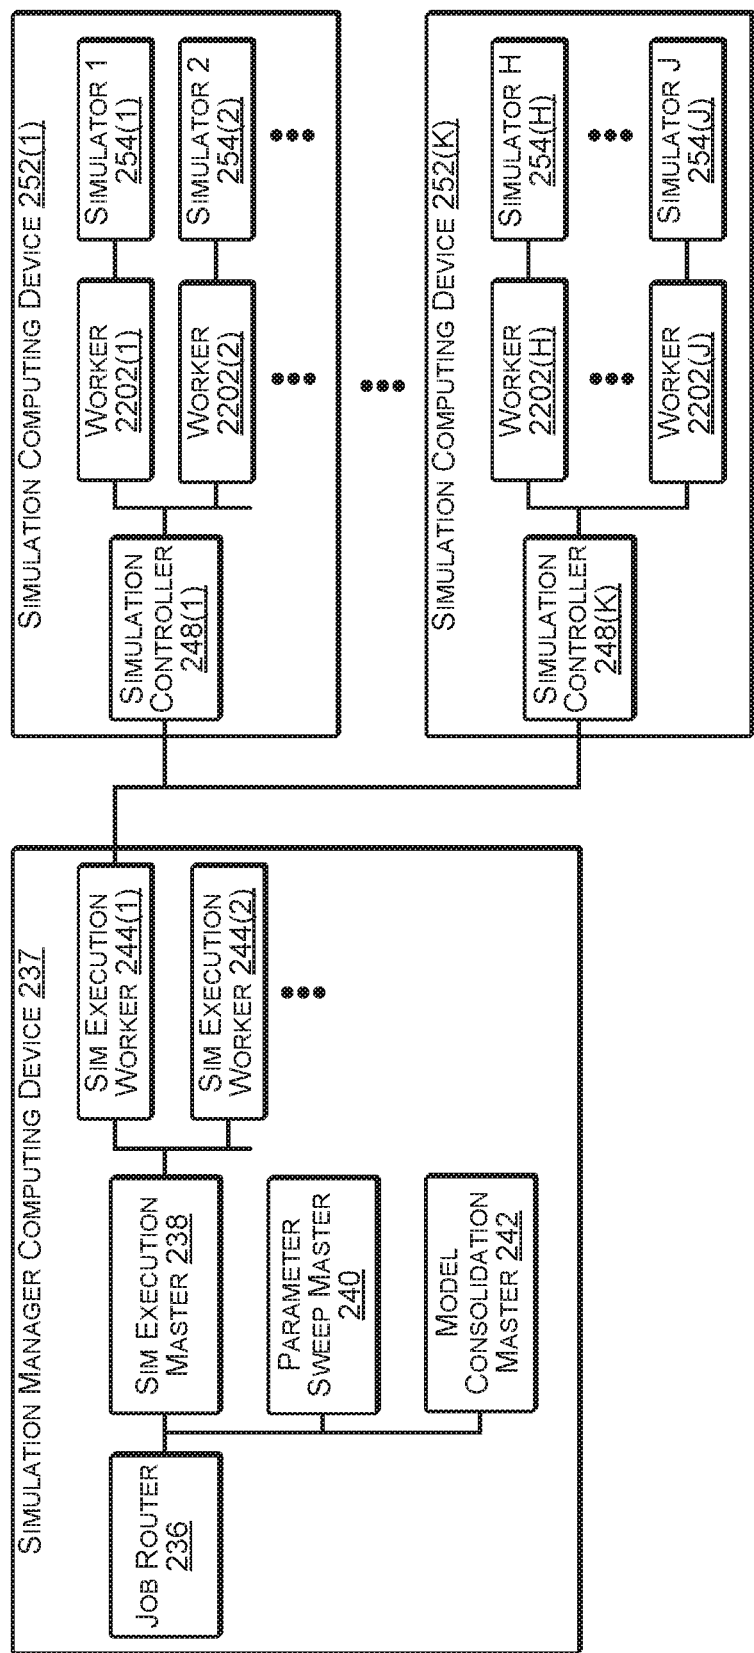 SIMULATION MANAGER COMPUTING DEVICE 237
JOB ROUTER
236
SIM EXECUTION
MASTER 238
PARAMETER
SWEEP MASTER
240
MODEL
CONSOLIDATION
MASTER 242
SIM EXECUTION
WORKER 244(1)
SIM EXECUTION
WORKER 244(2)
SIMULATION COMPUTING DEVICE 252(1)
SIMULATION
CONTROLLER
248(1)
WORKER
2202(1)
SIMULATOR 1
254(1)
WORKER
2202(2)
SIMULATOR 2
254(2)
SIMULATION COMPUTING DEVICE 252(K)
SIMULATION
CONTROLLER
248(K)
WORKER
2202(H)
SIMULATOR H
254(H)
WORKER
2202(J)
SIMULATOR J
254(J)